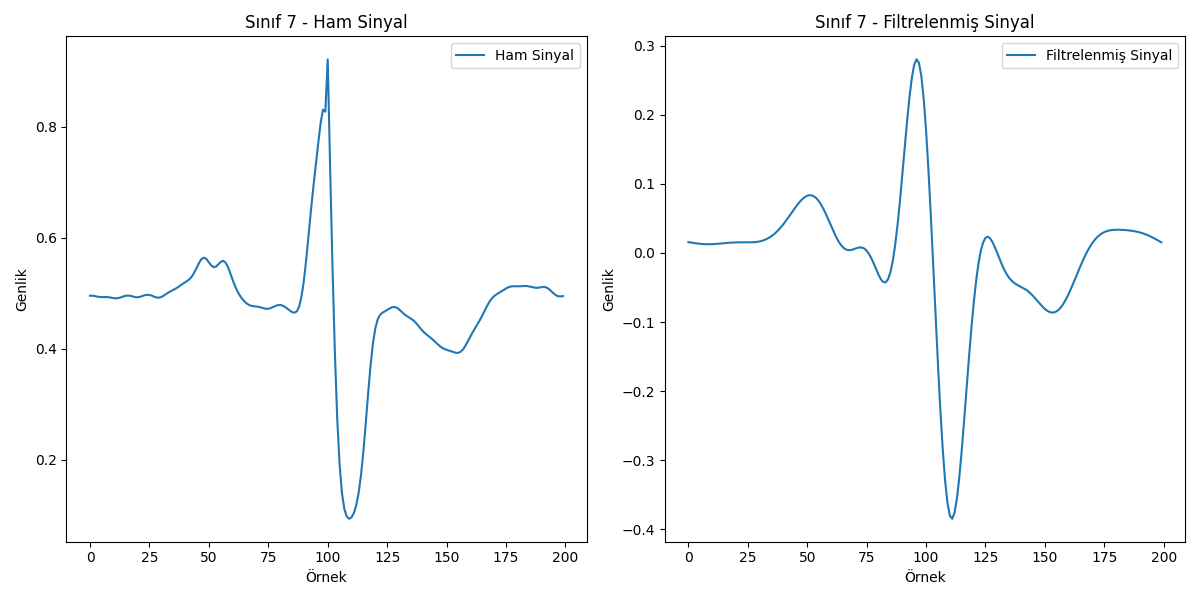 Sınıf 7 - Ham Sinyal
Ham Sinyal
Genlik
0.8
0.6
0.4
0.2
0 25 50 75 100 125 150 175 200
Örnek
Sınıf 7 - Filtrelenmiş Sinyal
Filtrelenmiş Sinyal
Genlik
0.3
0.2
0.1
0.0
−0.1
−0.2
−0.3
−0.4
0 25 50 75 100 125 150 175 200
Örnek